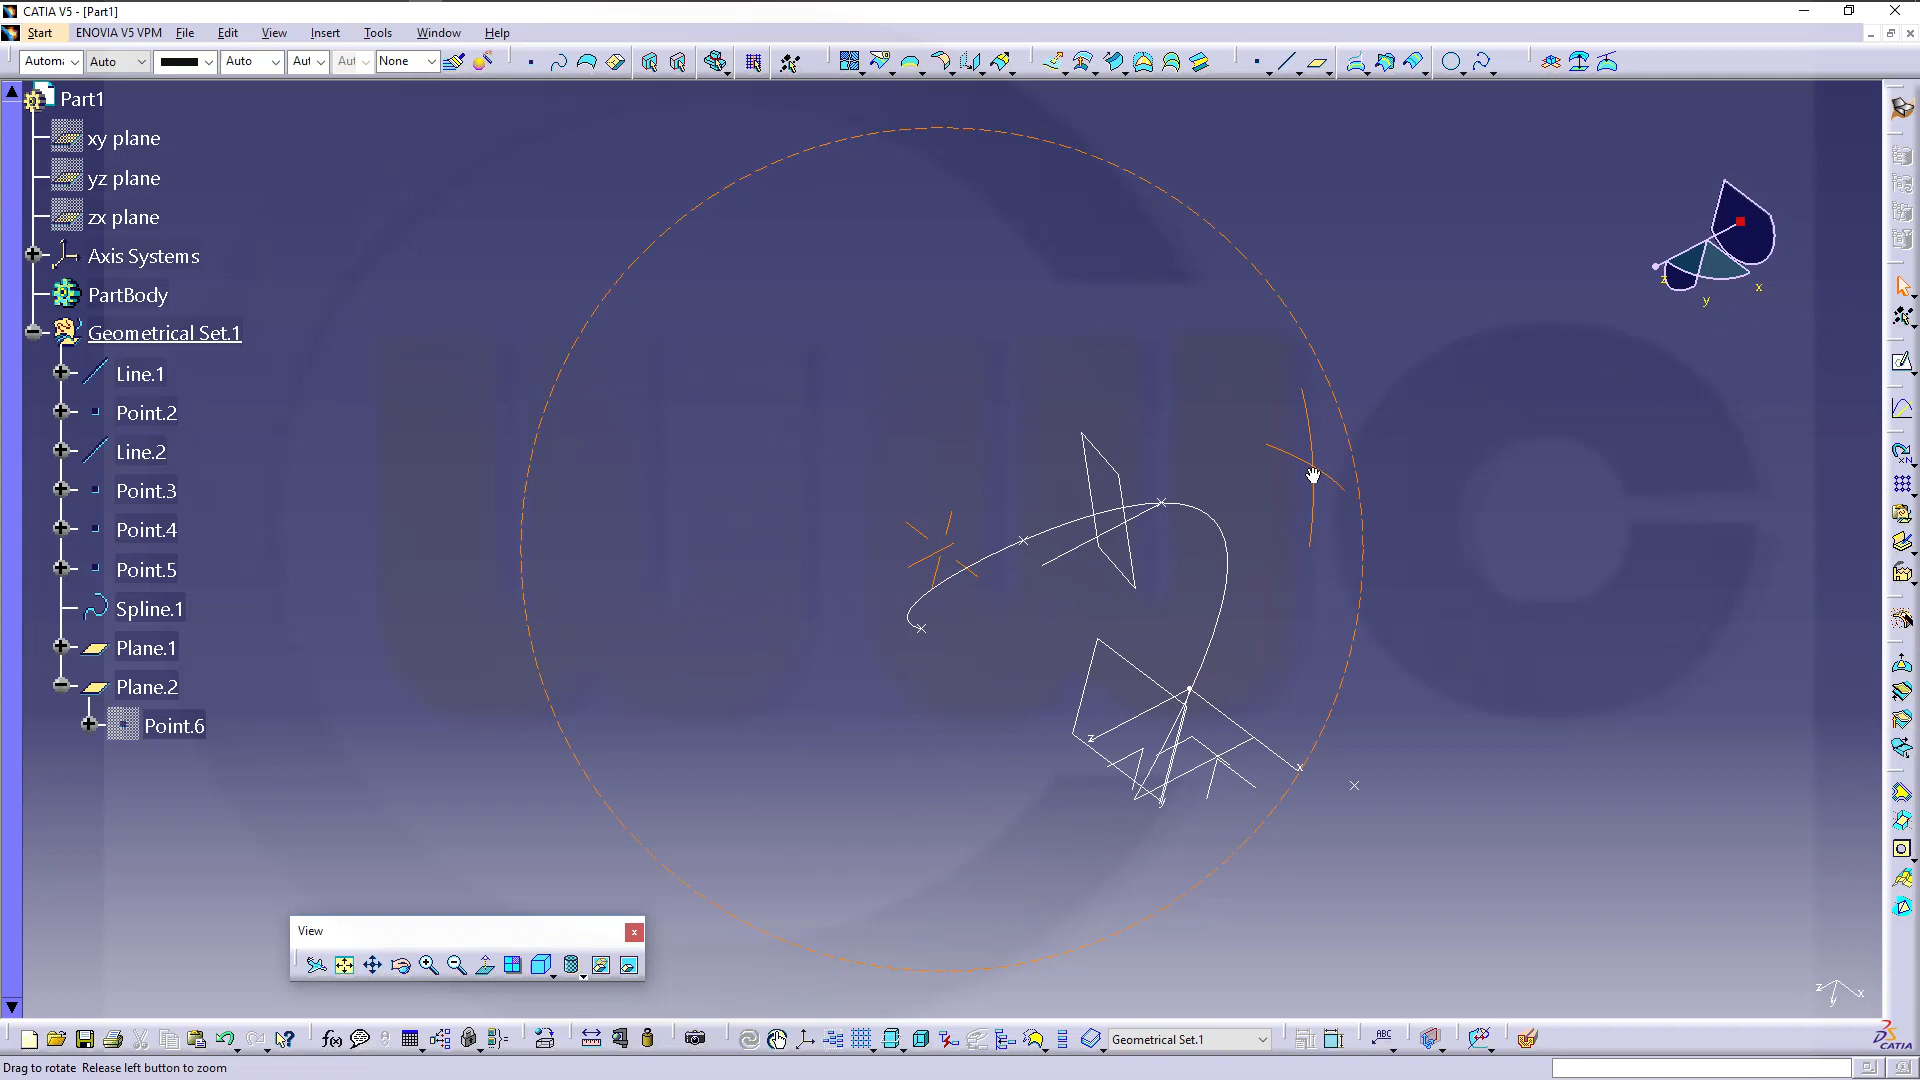 CATIA V5 - [Part1]
Start ENOVIA V5 VPM File Edit View Insert Tools Window Help
Automa Auto Auto Aut Aut None
Part1
xy plane
yz plane
zx plane
Axis Systems
PartBody
Geometrical Set.1
Line.1
Point.2
Line.2
Point.3
Point.4
Point.5
Spline.1
Plane.1
Plane.2
Point.6
z
y
x
z
x
View
z
x
y
Geometrical Set.1
ABC
CATIA
Drag to rotate Release left button to zoom